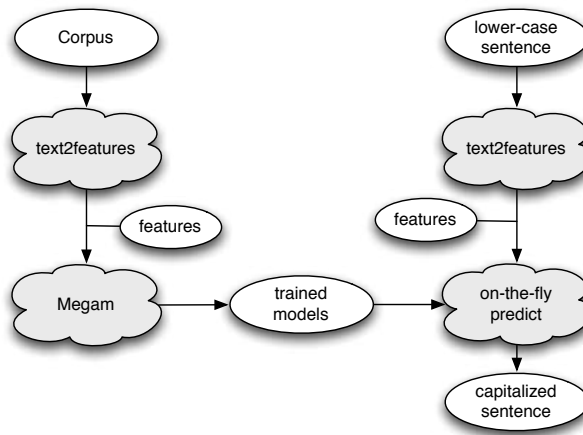 Corpus
text2features
features
Megam
trained
models
lower-case
sentence
text2features
features
on-the-fly
predict
capitalized
sentence